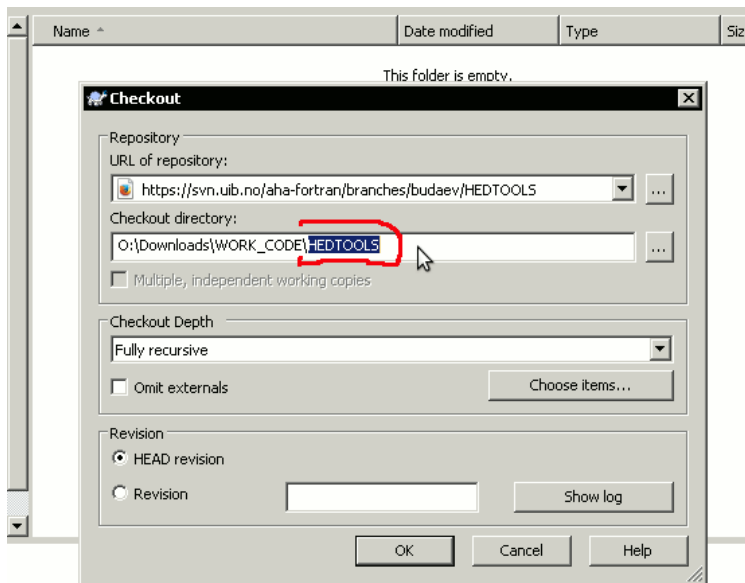 Name Date modified Type Siz
This folder is empty.
Checkout
Repository
URL of repository:
https://svn.uib.no/aha-fortran/branches/budaev/HEDTOOLS ...
Checkout directory:
O:\Downloads\WORK_CODE\HEDTOOLS ...
Multiple, independent working copies
Checkout Depth
Fully recursive
Omit externals Choose items...
Revision
HEAD revision
Revision Show log
OK Cancel Help